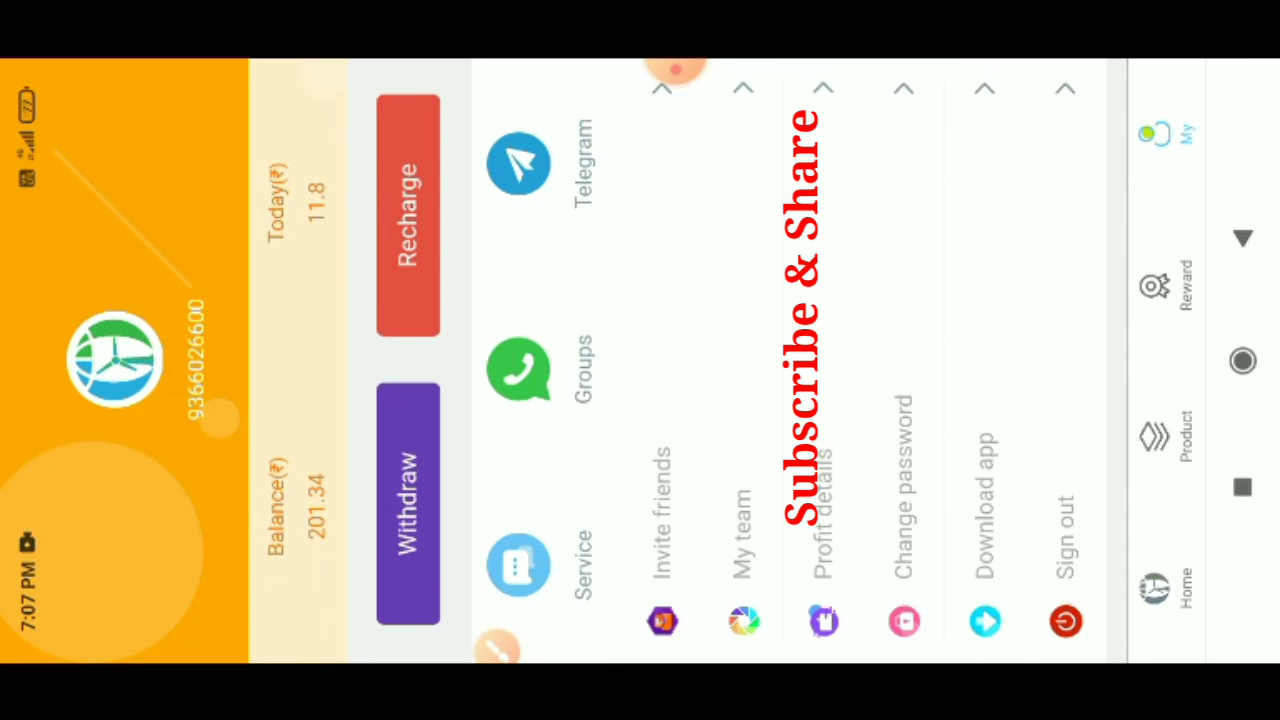 7:07 PM
77
9366026600
Balance(₹) Today(₹)
201.34 11.8
Withdraw Recharge
Service Groups Telegram
Invite friends
My team
Subscribe & Share
Profit details
Change password
Download app
Sign out
Home Product Reward My